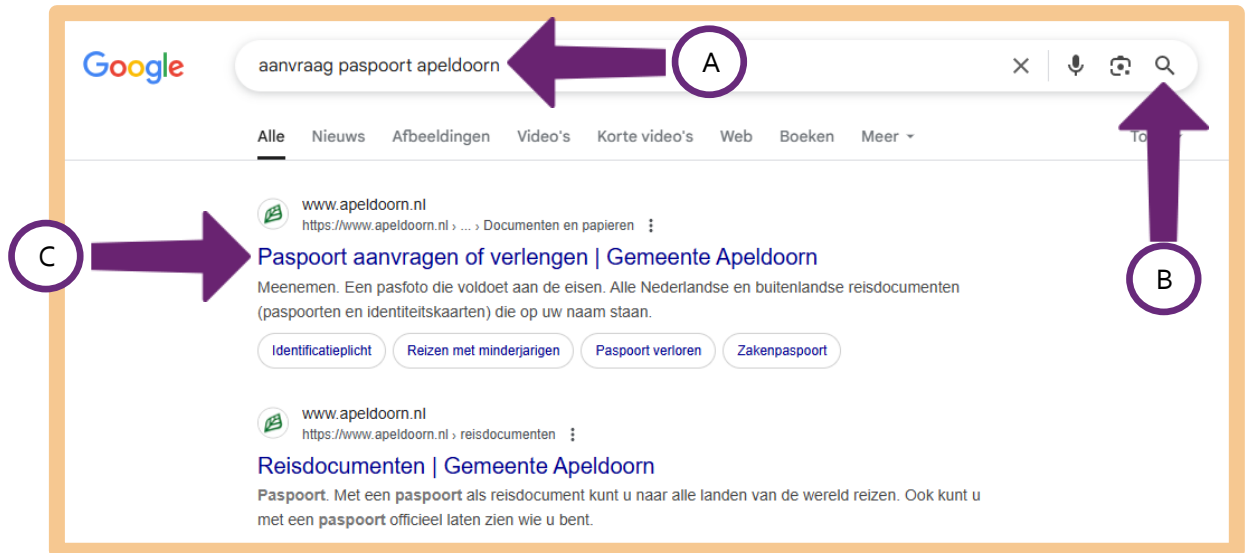 Google
aanvraag paspoort apeldoorn
A
Alle Nieuws Afbeeldingen Video's Korte video's Web Boeken Meer
www.apeldoorn.nl
https://www.apeldoorn.nl › ... › Documenten en papieren
C
Paspoort aanvragen of verlengen | Gemeente Apeldoorn
B
Meenemen. Een pasfoto die voldoet aan de eisen. Alle Nederlandse en buitenlandse reisdocumenten
(paspoorten en identiteitskaarten) die op uw naam staan.
Identificatieplicht Reizen met minderjarigen Paspoort verloren Zakenpaspoort
www.apeldoorn.nl
https://www.apeldoorn.nl › reisdocumenten
Reisdocumenten | Gemeente Apeldoorn
Paspoort. Met een paspoort als reisdocument kunt u naar alle landen van de wereld reizen. Ook kunt u
met een paspoort officieel laten zien wie u bent.